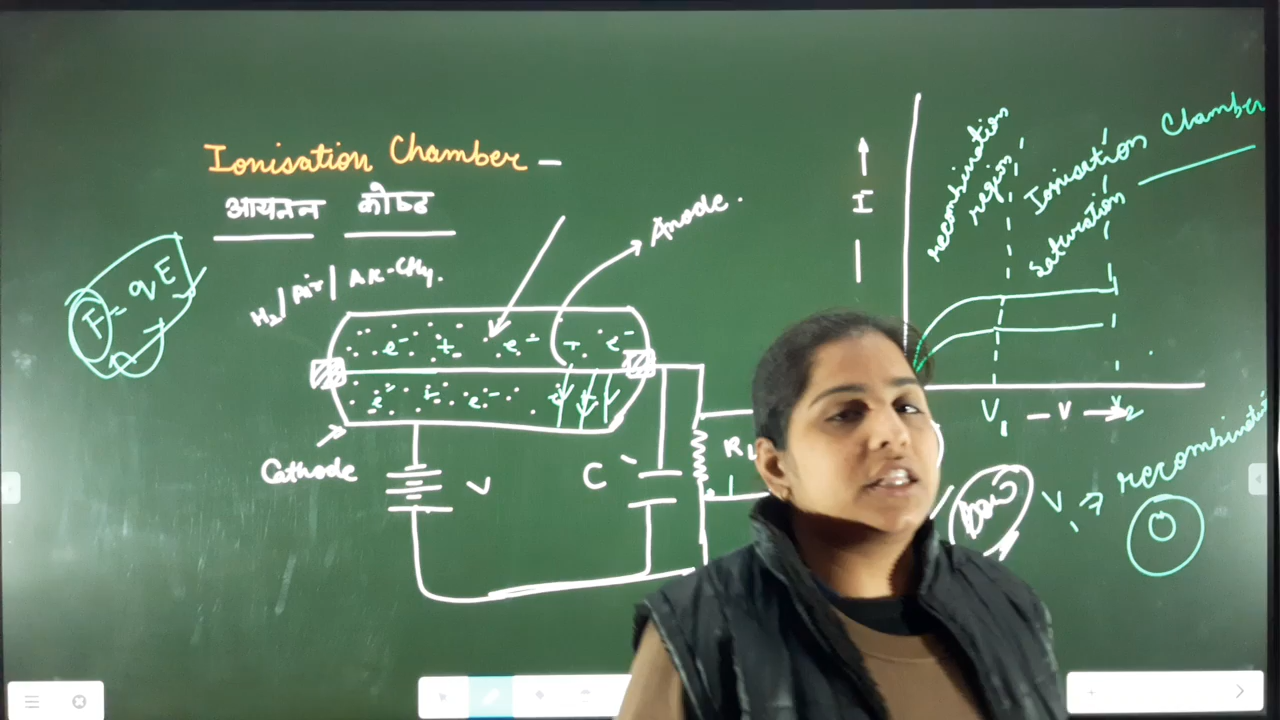 Ionisation Chamber –
आयनन कोष्ठ
H₂ / Air / Ar-CH₄.
F = qE
Anode.
e⁻ + e⁻ + e⁻
e⁻ + e⁻
Cathode
V
C
R
I
recombination
region
Ionisation Chamber
Saturation
V₁ – V → V₂
V₁ → recombination